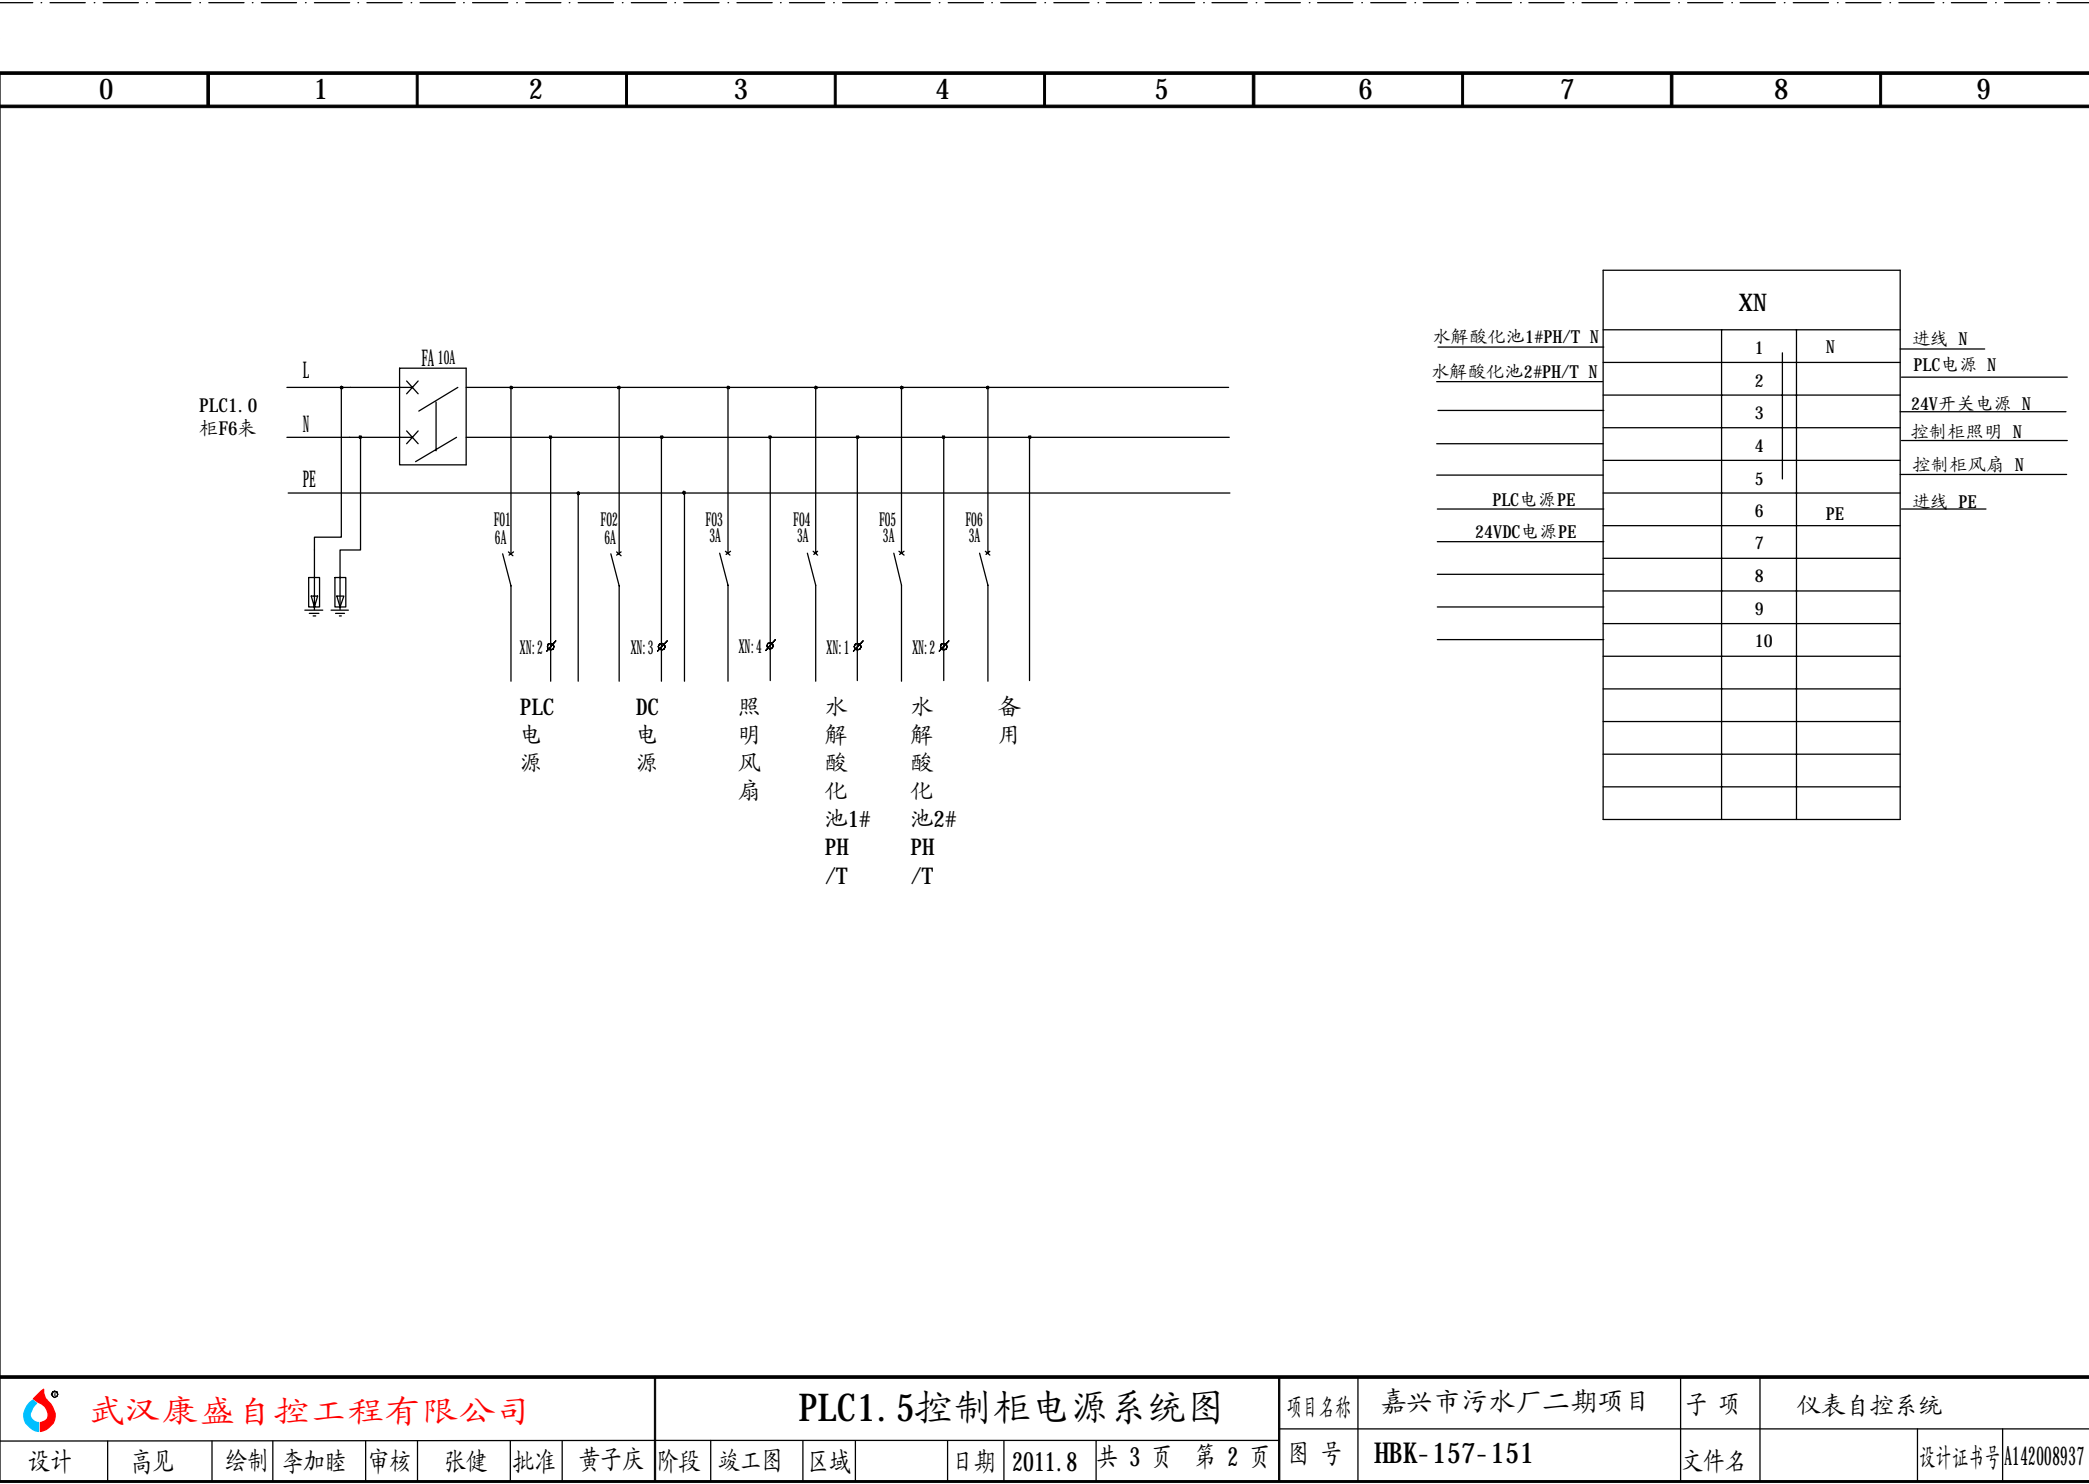 0 1 2 3 4 5 6 7 8 9
XN
水解酸化池1#PH/T N 1 N 进线 N
水解酸化池2#PH/T N 2 PLC电源 N
3 24V开关电源 N
4 控制柜照明 N
5 控制柜风扇 N
PLC电源PE 6 PE 进线 PE
24VDC电源PE 7
8
9
10
FA 10A
L
PLC1.0
柜F6来
N
PE
F01 F02 F03 F04 F05 F06
6A 6A 3A 3A 3A 3A
XN:2 XN:3 XN:4 XN:1 XN:2
PLC
电
源
DC
电
源
照
明
风
扇
水
解
酸
化
池1#
PH
/T
水
解
酸
化
池2#
PH
/T
备
用
武汉康盛自控工程有限公司 PLC1.5控制柜电源系统图 项目名称 嘉兴市污水厂二期项目 子 项 仪表自控系统
设计 高见 绘制 李加睦 审核 张健 批准 黄子庆 阶段 竣工图 区域 日期 2011.8 共 3 页 第 2 页 图 号 HBK-157-151 文件名 设计证书号 A142008937